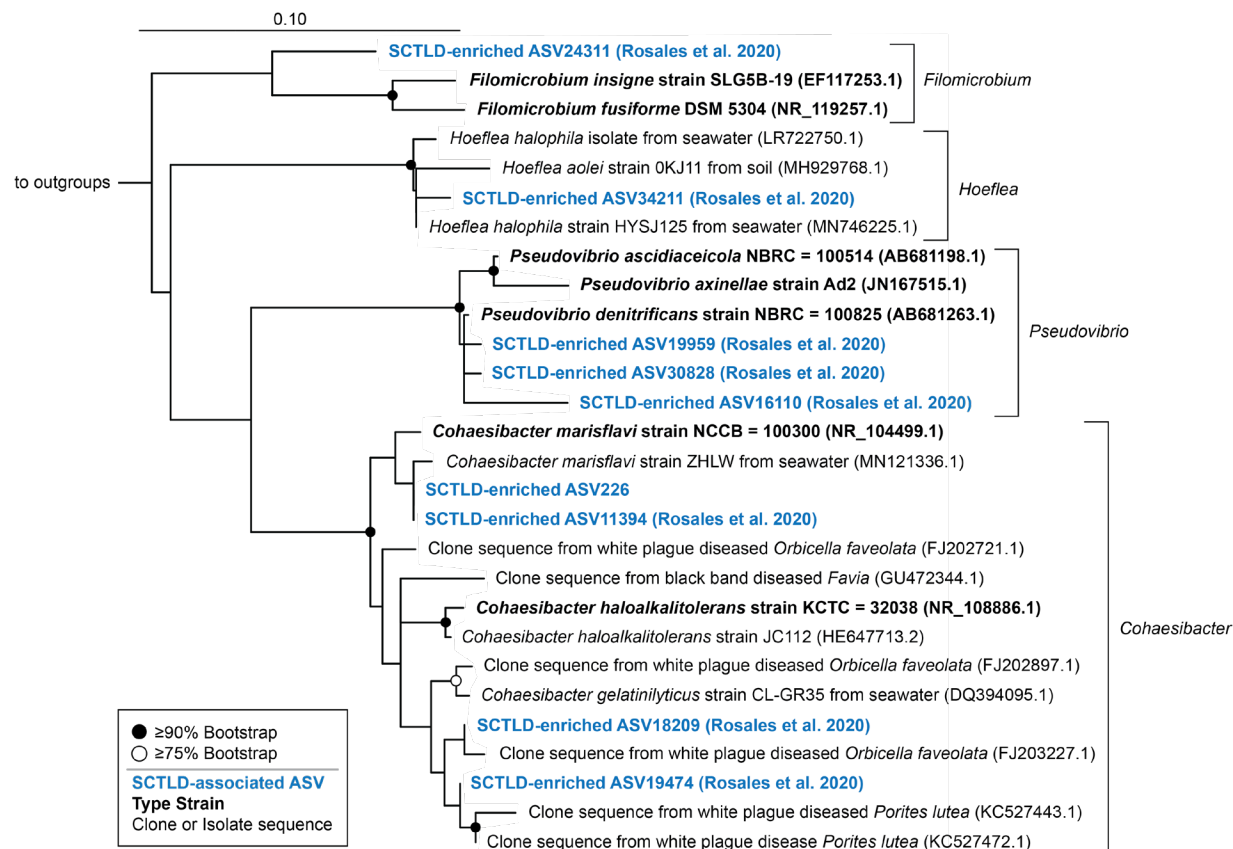 0.10
SCTLD-enriched ASV24311 (Rosales et al. 2020)
Filomicrobium insigne strain SLG5B-19 (EF117253.1)
Filomicrobium
Filomicrobium fusiforme DSM 5304 (NR_119257.1)
Hoeflea halophila isolate from seawater (LR722750.1)
Hoeflea aolei strain 0KJ11 from soil (MH929768.1)
to outgroups
Hoeflea
SCTLD-enriched ASV34211 (Rosales et al. 2020)
Hoeflea halophila strain HYSJ125 from seawater (MN746225.1)
Pseudovibrio ascidiaceicola NBRC = 100514 (AB681198.1)
Pseudovibrio axinellae strain Ad2 (JN167515.1)
Pseudovibrio denitrificans strain NBRC = 100825 (AB681263.1)
Pseudovibrio
SCTLD-enriched ASV19959 (Rosales et al. 2020)
SCTLD-enriched ASV30828 (Rosales et al. 2020)
SCTLD-enriched ASV16110 (Rosales et al. 2020)
Cohaesibacter marisflavi strain NCCB = 100300 (NR_104499.1)
Cohaesibacter marisflavi strain ZHLW from seawater (MN121336.1)
SCTLD-enriched ASV226
SCTLD-enriched ASV11394 (Rosales et al. 2020)
Clone sequence from white plague diseased Orbicella faveolata (FJ202721.1)
Clone sequence from black band diseased Favia (GU472344.1)
Cohaesibacter haloalkalitolerans strain KCTC = 32038 (NR_108886.1)
Cohaesibacter
Cohaesibacter haloalkalitolerans strain JC112 (HE647713.2)
Clone sequence from white plague diseased Orbicella faveolata (FJ202897.1)
Cohaesibacter gelatinilyticus strain CL-GR35 from seawater (DQ394095.1)
SCTLD-enriched ASV18209 (Rosales et al. 2020)
Clone sequence from white plague diseased Orbicella faveolata (FJ203227.1)
SCTLD-enriched ASV19474 (Rosales et al. 2020)
Clone sequence from white plague diseased Porites lutea (KC527443.1)
Clone sequence from white plague disease Porites lutea (KC527472.1)
≥90% Bootstrap
≥75% Bootstrap
SCTLD-associated ASV
Type Strain
Clone or Isolate sequence